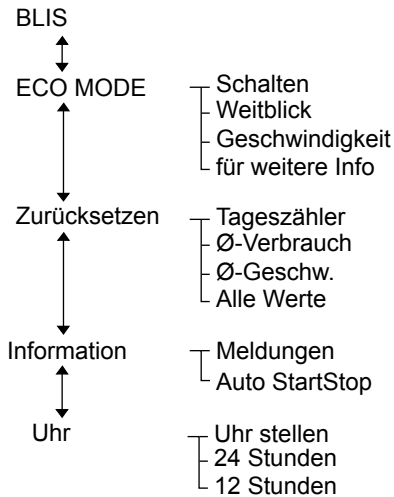 BLIS
ECO MODE
Schalten
Weitblick
Geschwindigkeit
für weitere Info
Zurücksetzen
Tageszähler
Ø-Verbrauch
Ø-Geschw.
Alle Werte
Information
Meldungen
Auto StartStop
Uhr
Uhr stellen
24 Stunden
12 Stunden